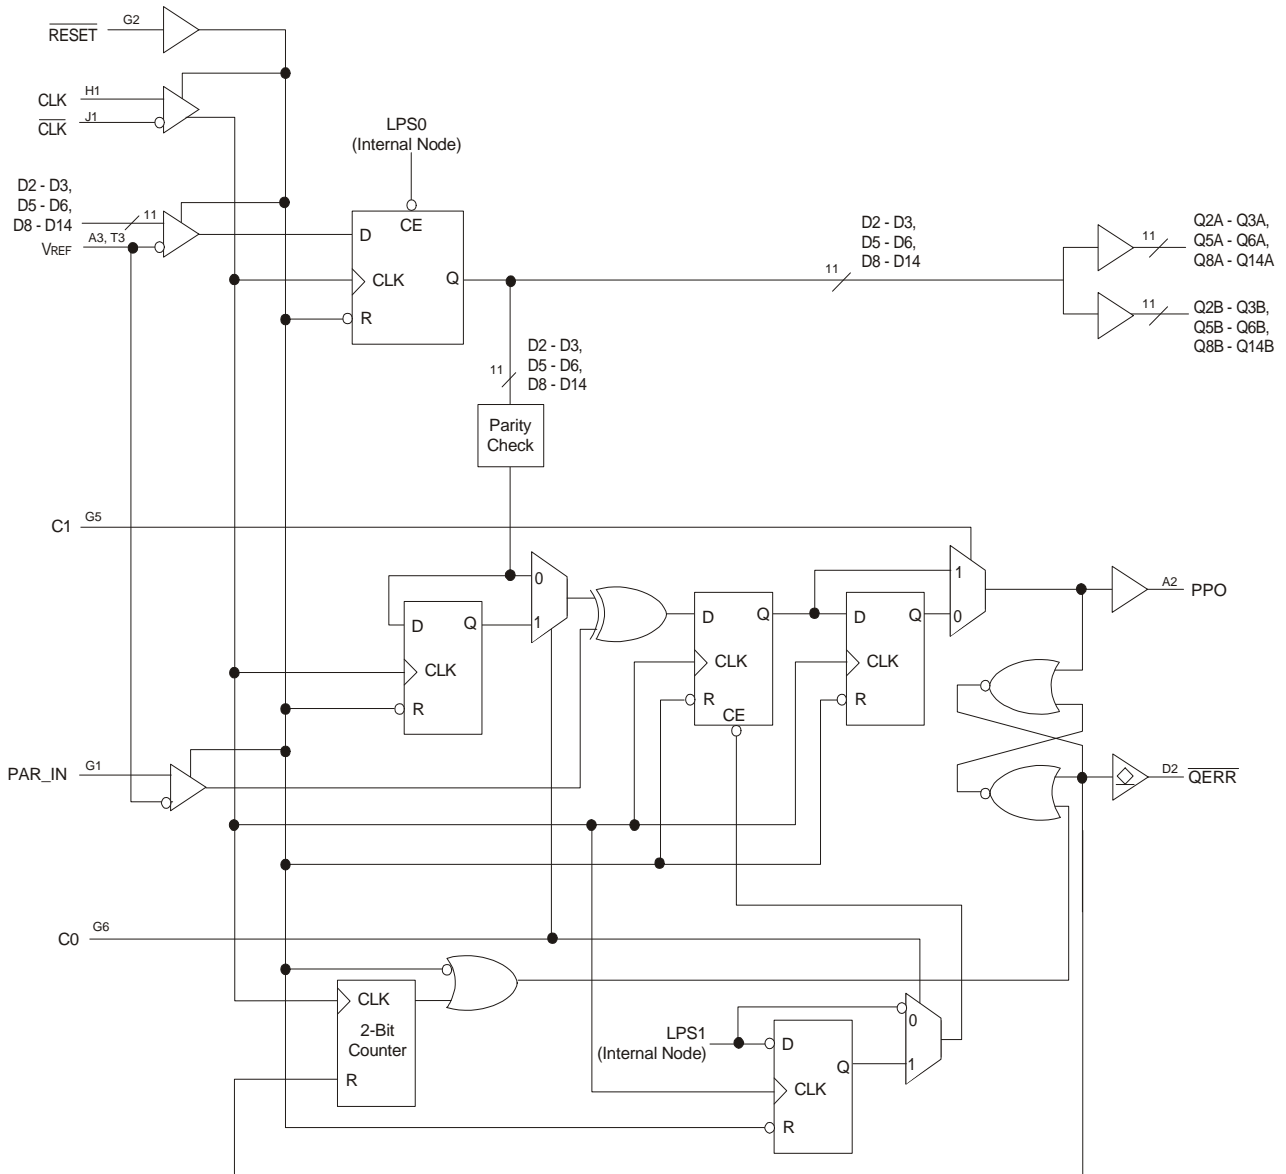 RESET
G2
CLK
H1
CLK
J1
LPS0
(Internal Node)
D2 - D3,
D5 - D6,
D8 - D14
11
VREF
A3, T3
CE
D
CLK
Q
R
D2 - D3,
D5 - D6,
D8 - D14
11
11
Q2A - Q3A,
Q5A - Q6A,
Q8A - Q14A
11
Q2B - Q3B,
Q5B - Q6B,
Q8B - Q14B
D2 - D3,
D5 - D6,
D8 - D14
11
Parity
Check
C1
G5
0
1
D
Q
CLK
R
D
Q
CLK
R
CE
D
Q
CLK
R
1
0
A2
PPO
PAR_IN
G1
D2
QERR
C0
G6
CLK
2-Bit
Counter
R
LPS1
(Internal Node)
D
Q
CLK
R
0
1